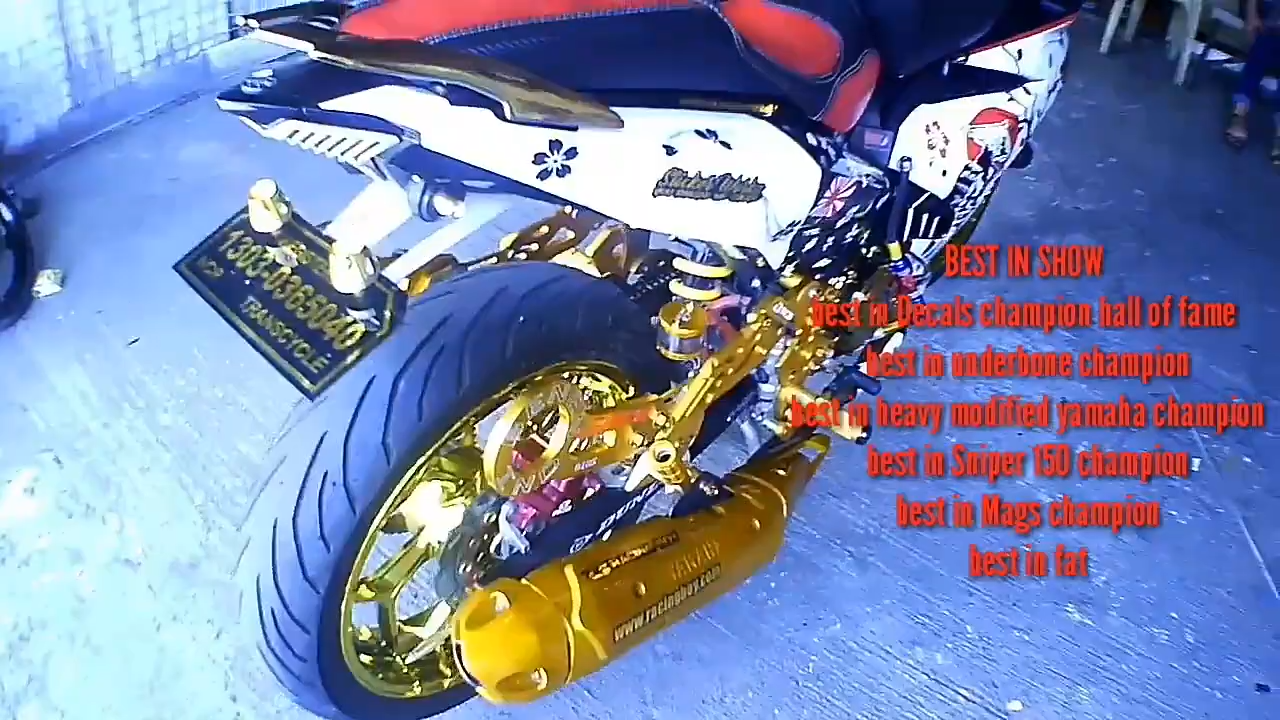 1303-0365040
TRANSCYCLE
BEST IN SHOW
best in Decals champion hall of fame
best in underbone champion
best in heavy modified yamaha champion
best in Sniper 150 champion
best in Mags champion
best in fat
www.racingboy.com